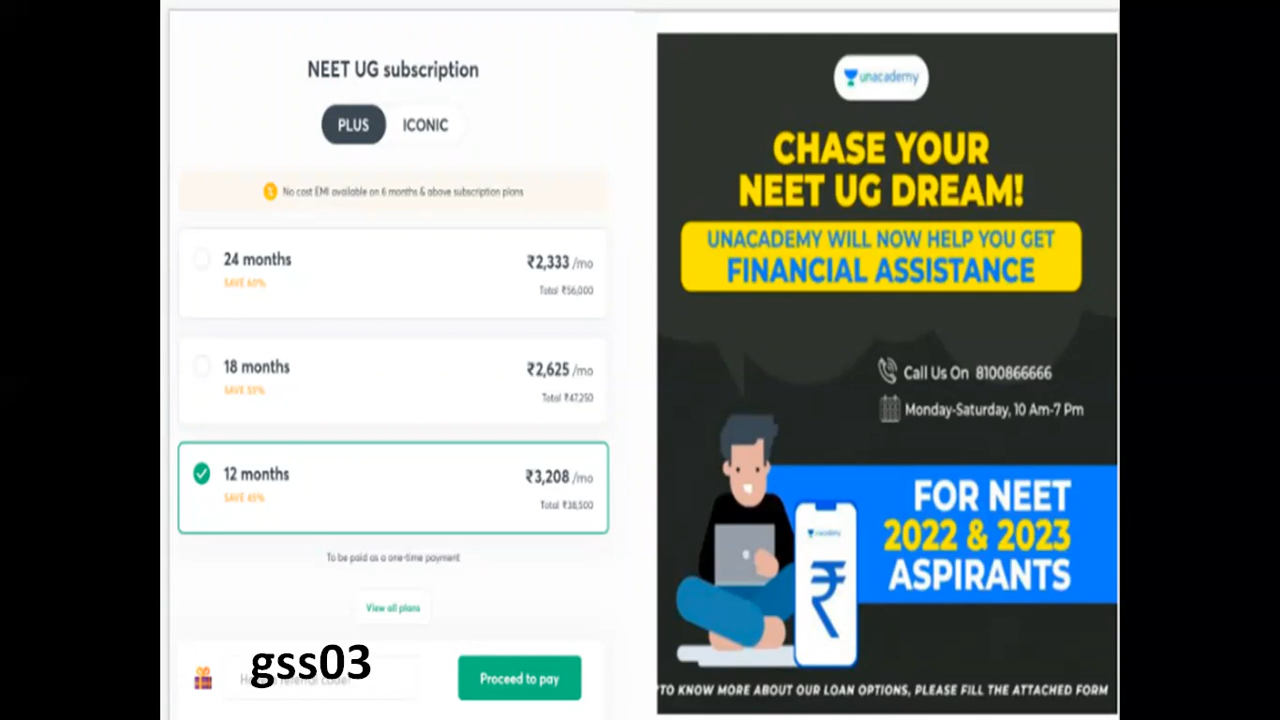 NEET UG subscription
PLUS ICONIC
No cost EMI available on 6 months & above subscription plans
24 months ₹2,333 /mo
SAVE 60% Total ₹56,000
18 months ₹2,625 /mo
SAVE 55% Total ₹47,250
12 months ₹3,208 /mo
SAVE 45% Total ₹38,500
To be paid as a one-time payment
View all plans
gss03
referral code?
Proceed to pay
unacademy
CHASE YOUR
NEET UG DREAM!
UNACADEMY WILL NOW HELP YOU GET
FINANCIAL ASSISTANCE
Call Us On 8100866666
Monday-Saturday, 10 Am-7 Pm
FOR NEET
2022 & 2023
ASPIRANTS
unacademy
₹
TO KNOW MORE ABOUT OUR LOAN OPTIONS, PLEASE FILL THE ATTACHED FORM